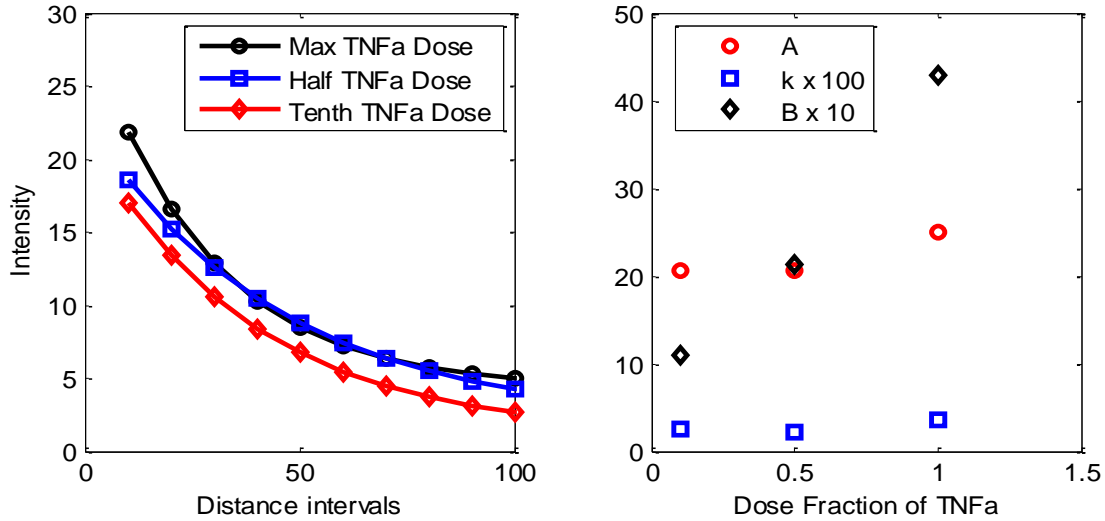 30
25
20
15
10
5
0
Intensity
Max TNFa Dose
Half TNFa Dose
Tenth TNFa Dose
0
50
100
Distance intervals
50
40
30
20
10
0
A
k x 100
B x 10
0
0.5
1
1.5
Dose Fraction of TNFa